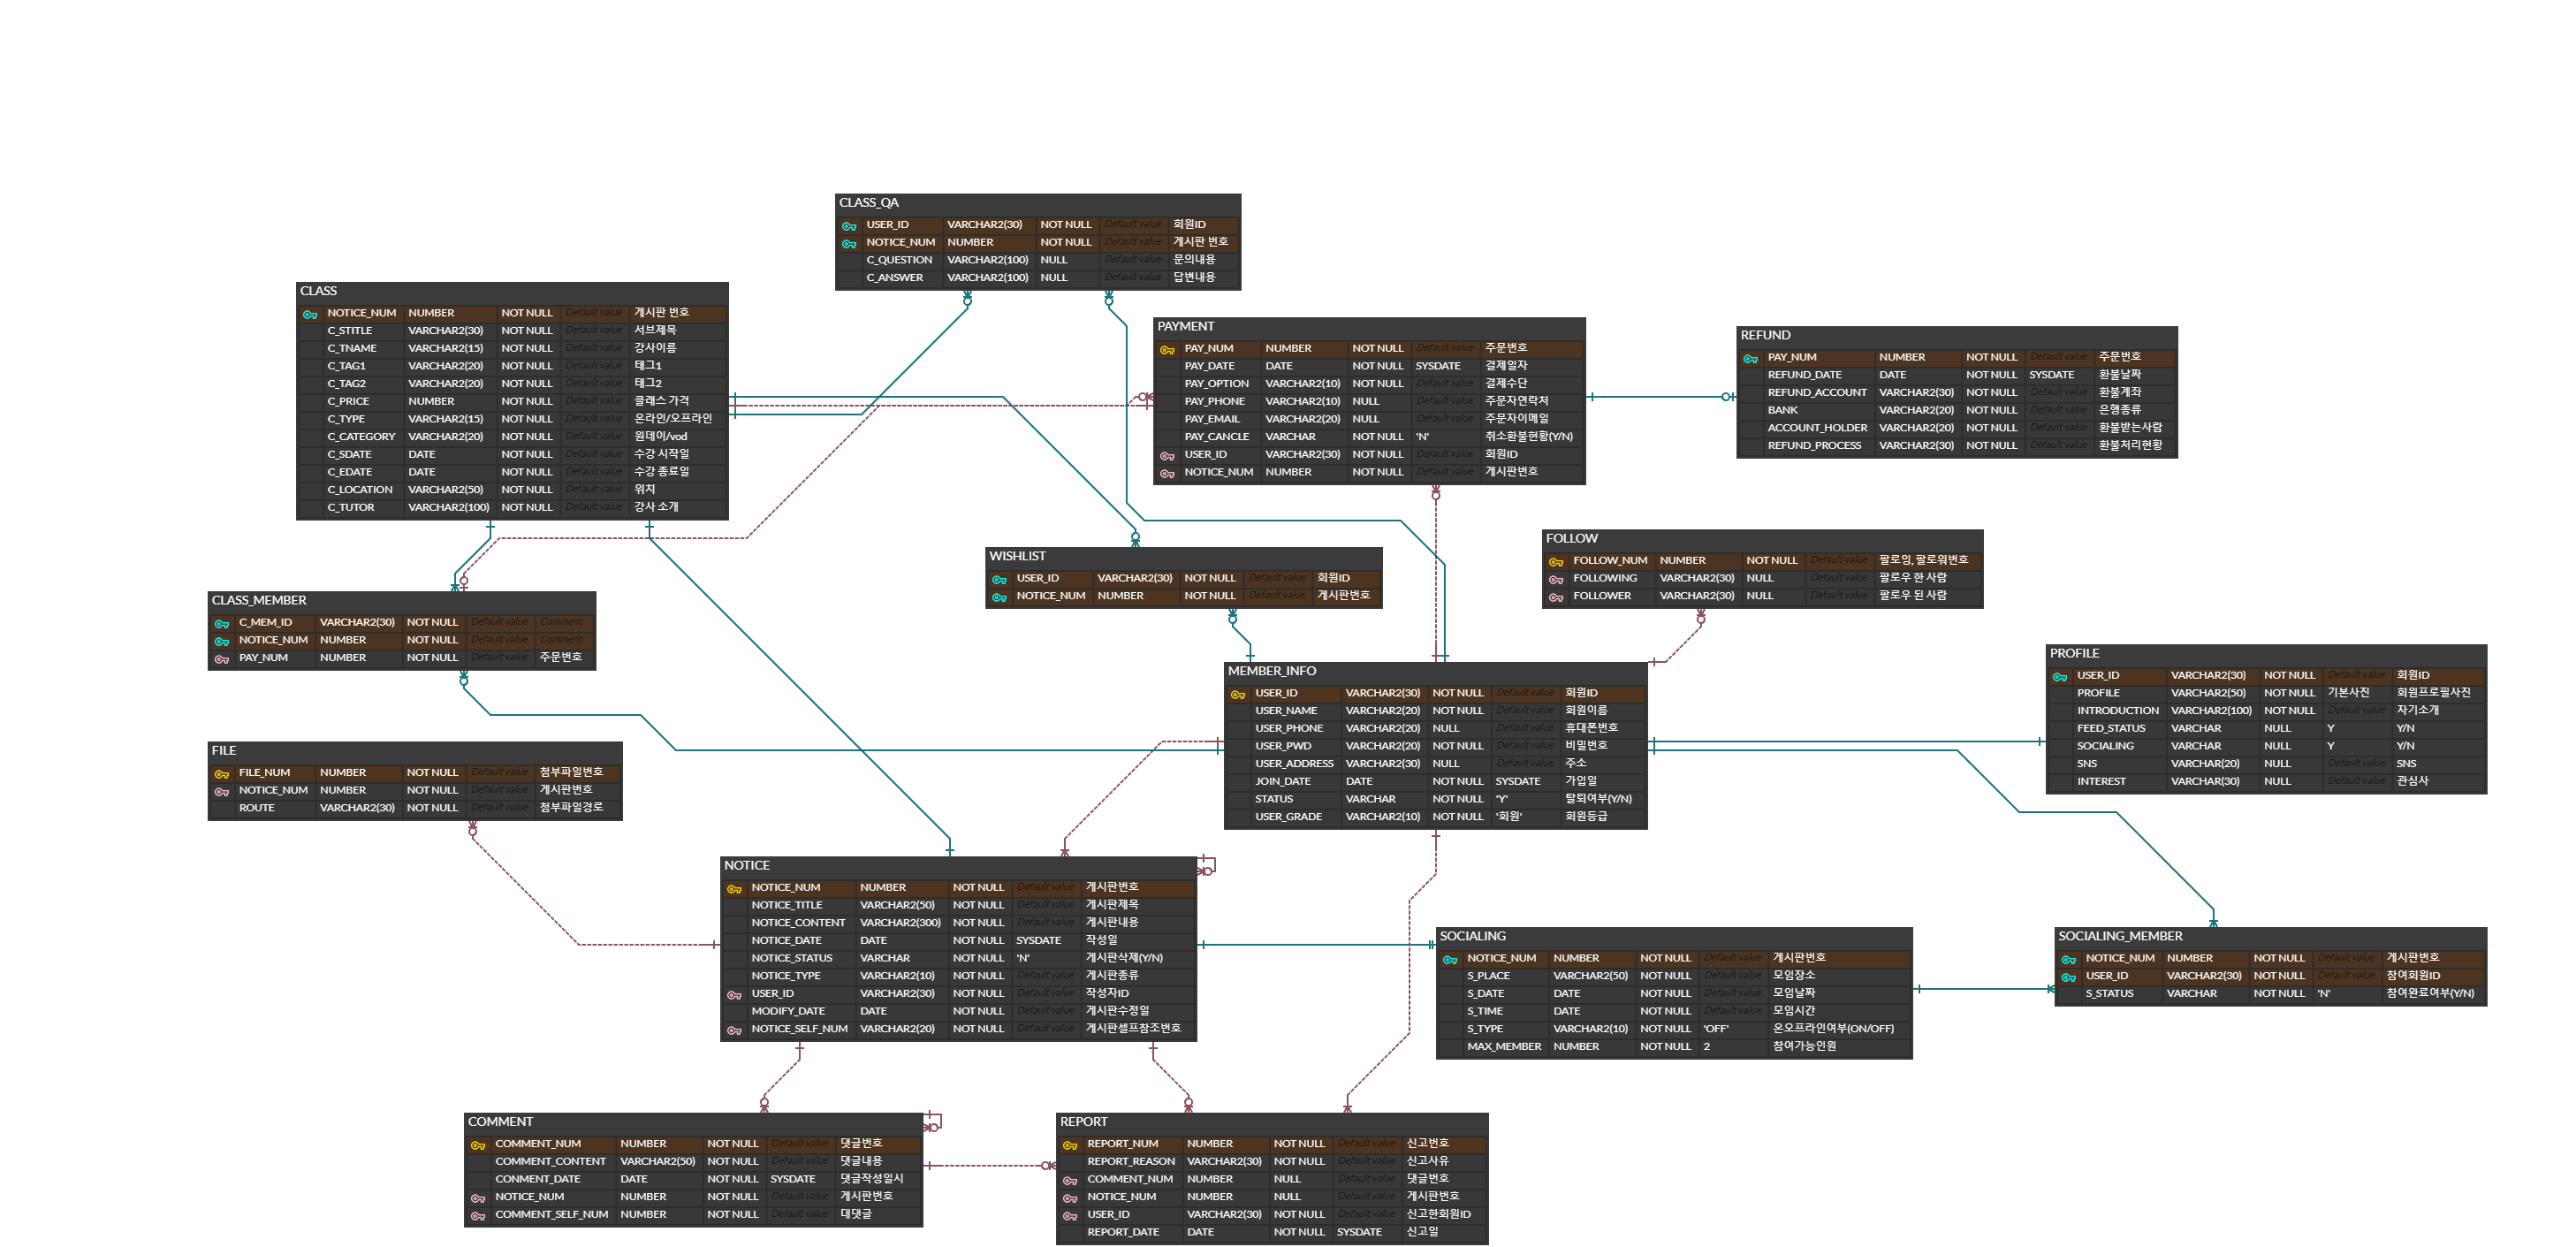 CLASS_QA
USER_ID VARCHAR2(30) NOT NULL Default value 회원ID
NOTICE_NUM NUMBER NOT NULL Default value 게시판 번호
C_QUESTION VARCHAR2(100) NULL Default value 문의내용
C_ANSWER VARCHAR2(100) NULL Default value 답변내용
CLASS
NOTICE_NUM NUMBER NOT NULL Default value 게시판 번호
C_STITLE VARCHAR2(30) NOT NULL Default value 서브제목
C_TNAME VARCHAR2(15) NOT NULL Default value 강사이름
C_TAG1 VARCHAR2(20) NOT NULL Default value 태그1
C_TAG2 VARCHAR2(20) NOT NULL Default value 태그2
C_PRICE NUMBER NOT NULL Default value 클래스 가격
C_TYPE VARCHAR2(15) NOT NULL Default value 온라인/오프라인
C_CATEGORY VARCHAR2(20) NOT NULL Default value 원데이/vod
C_SDATE DATE NOT NULL Default value 수강 시작일
C_EDATE DATE NOT NULL Default value 수강 종료일
C_LOCATION VARCHAR2(50) NOT NULL Default value 위치
C_TUTOR VARCHAR2(100) NOT NULL Default value 강사 소개
PAYMENT
PAY_NUM NUMBER NOT NULL Default value 주문번호
PAY_DATE DATE NOT NULL SYSDATE 결제일자
PAY_OPTION VARCHAR2(10) NOT NULL Default value 결제수단
PAY_PHONE VARCHAR2(10) NULL Default value 주문자연락처
PAY_EMAIL VARCHAR2(20) NULL Default value 주문자이메일
PAY_CANCLE VARCHAR NOT NULL 'N' 취소환불현황(Y/N)
USER_ID VARCHAR2(30) NOT NULL Default value 회원ID
NOTICE_NUM NUMBER NOT NULL Default value 게시판번호
REFUND
PAY_NUM NUMBER NOT NULL Default value 주문번호
REFUND_DATE DATE NOT NULL SYSDATE 환불날짜
REFUND_ACCOUNT VARCHAR2(30) NOT NULL Default value 환불계좌
BANK VARCHAR2(20) NOT NULL Default value 은행종류
ACCOUNT_HOLDER VARCHAR2(20) NOT NULL Default value 환불받는사람
REFUND_PROCESS VARCHAR2(30) NOT NULL Default value 환불처리현황
WISHLIST
USER_ID VARCHAR2(30) NOT NULL Default value 회원ID
NOTICE_NUM NUMBER NOT NULL Default value 게시판번호
FOLLOW
FOLLOW_NUM NUMBER NOT NULL Default value 팔로잉, 팔로워번호
FOLLOWING VARCHAR2(30) NULL Default value 팔로우 한 사람
FOLLOWER VARCHAR2(30) NULL Default value 팔로우 된 사람
CLASS_MEMBER
C_MEM_ID VARCHAR2(30) NOT NULL Default value Comment
NOTICE_NUM NUMBER NOT NULL Default value Comment
PAY_NUM NUMBER NOT NULL Default value 주문번호
MEMBER_INFO
USER_ID VARCHAR2(30) NOT NULL Default value 회원ID
USER_NAME VARCHAR2(20) NOT NULL Default value 회원이름
USER_PHONE VARCHAR2(20) NULL Default value 휴대폰번호
USER_PWD VARCHAR2(20) NOT NULL Default value 비밀번호
USER_ADDRESS VARCHAR2(30) NULL Default value 주소
JOIN_DATE DATE NOT NULL SYSDATE 가입일
STATUS VARCHAR NOT NULL 'Y' 탈퇴여부(Y/N)
USER_GRADE VARCHAR2(10) NOT NULL '회원' 회원등급
PROFILE
USER_ID VARCHAR2(30) NOT NULL Default value 회원ID
PROFILE VARCHAR2(50) NOT NULL 기본사진 회원프로필사진
INTRODUCTION VARCHAR2(100) NOT NULL Default value 자기소개
FEED_STATUS VARCHAR NULL Y Y/N
SOCIALING VARCHAR NULL Y Y/N
SNS VARCHAR(20) NULL Default value SNS
INTEREST VARCHAR(30) NULL Default value 관심사
FILE
FILE_NUM NUMBER NOT NULL Default value 첨부파일번호
NOTICE_NUM NUMBER NOT NULL Default value 게시판번호
ROUTE VARCHAR2(30) NOT NULL Default value 첨부파일경로
NOTICE
NOTICE_NUM NUMBER NOT NULL Default value 게시판번호
NOTICE_TITLE VARCHAR2(50) NOT NULL Default value 게시판제목
NOTICE_CONTENT VARCHAR2(300) NOT NULL Default value 게시판내용
NOTICE_DATE DATE NOT NULL SYSDATE 작성일
NOTICE_STATUS VARCHAR NOT NULL 'N' 게시판삭제(Y/N)
NOTICE_TYPE VARCHAR2(10) NOT NULL Default value 게시판종류
USER_ID VARCHAR2(30) NOT NULL Default value 작성자ID
MODIFY_DATE DATE NOT NULL Default value 게시판수정일
NOTICE_SELF_NUM VARCHAR2(20) NOT NULL Default value 게시판셀프참조번호
SOCIALING
NOTICE_NUM NUMBER NOT NULL Default value 게시판번호
S_PLACE VARCHAR2(50) NOT NULL Default value 모임장소
S_DATE DATE NOT NULL Default value 모임날짜
S_TIME DATE NOT NULL Default value 모임시간
S_TYPE VARCHAR2(10) NOT NULL 'OFF' 온오프라인여부(ON/OFF)
MAX_MEMBER NUMBER NOT NULL 2 참여가능인원
SOCIALING_MEMBER
NOTICE_NUM NUMBER NOT NULL Default value 게시판번호
USER_ID VARCHAR2(30) NOT NULL Default value 참여회원ID
S_STATUS VARCHAR NOT NULL 'N' 참여완료여부(Y/N)
COMMENT
COMMENT_NUM NUMBER NOT NULL Default value 댓글번호
COMMENT_CONTENT VARCHAR2(50) NOT NULL Default value 댓글내용
CONMENT_DATE DATE NOT NULL SYSDATE 댓글작성일시
NOTICE_NUM NUMBER NOT NULL Default value 게시판번호
COMMENT_SELF_NUM NUMBER NOT NULL Default value 대댓글
REPORT
REPORT_NUM NUMBER NOT NULL Default value 신고번호
REPORT_REASON VARCHAR2(30) NOT NULL Default value 신고사유
COMMENT_NUM NUMBER NULL Default value 댓글번호
NOTICE_NUM NUMBER NULL Default value 게시판번호
USER_ID VARCHAR2(30) NOT NULL Default value 신고한회원ID
REPORT_DATE DATE NOT NULL SYSDATE 신고일